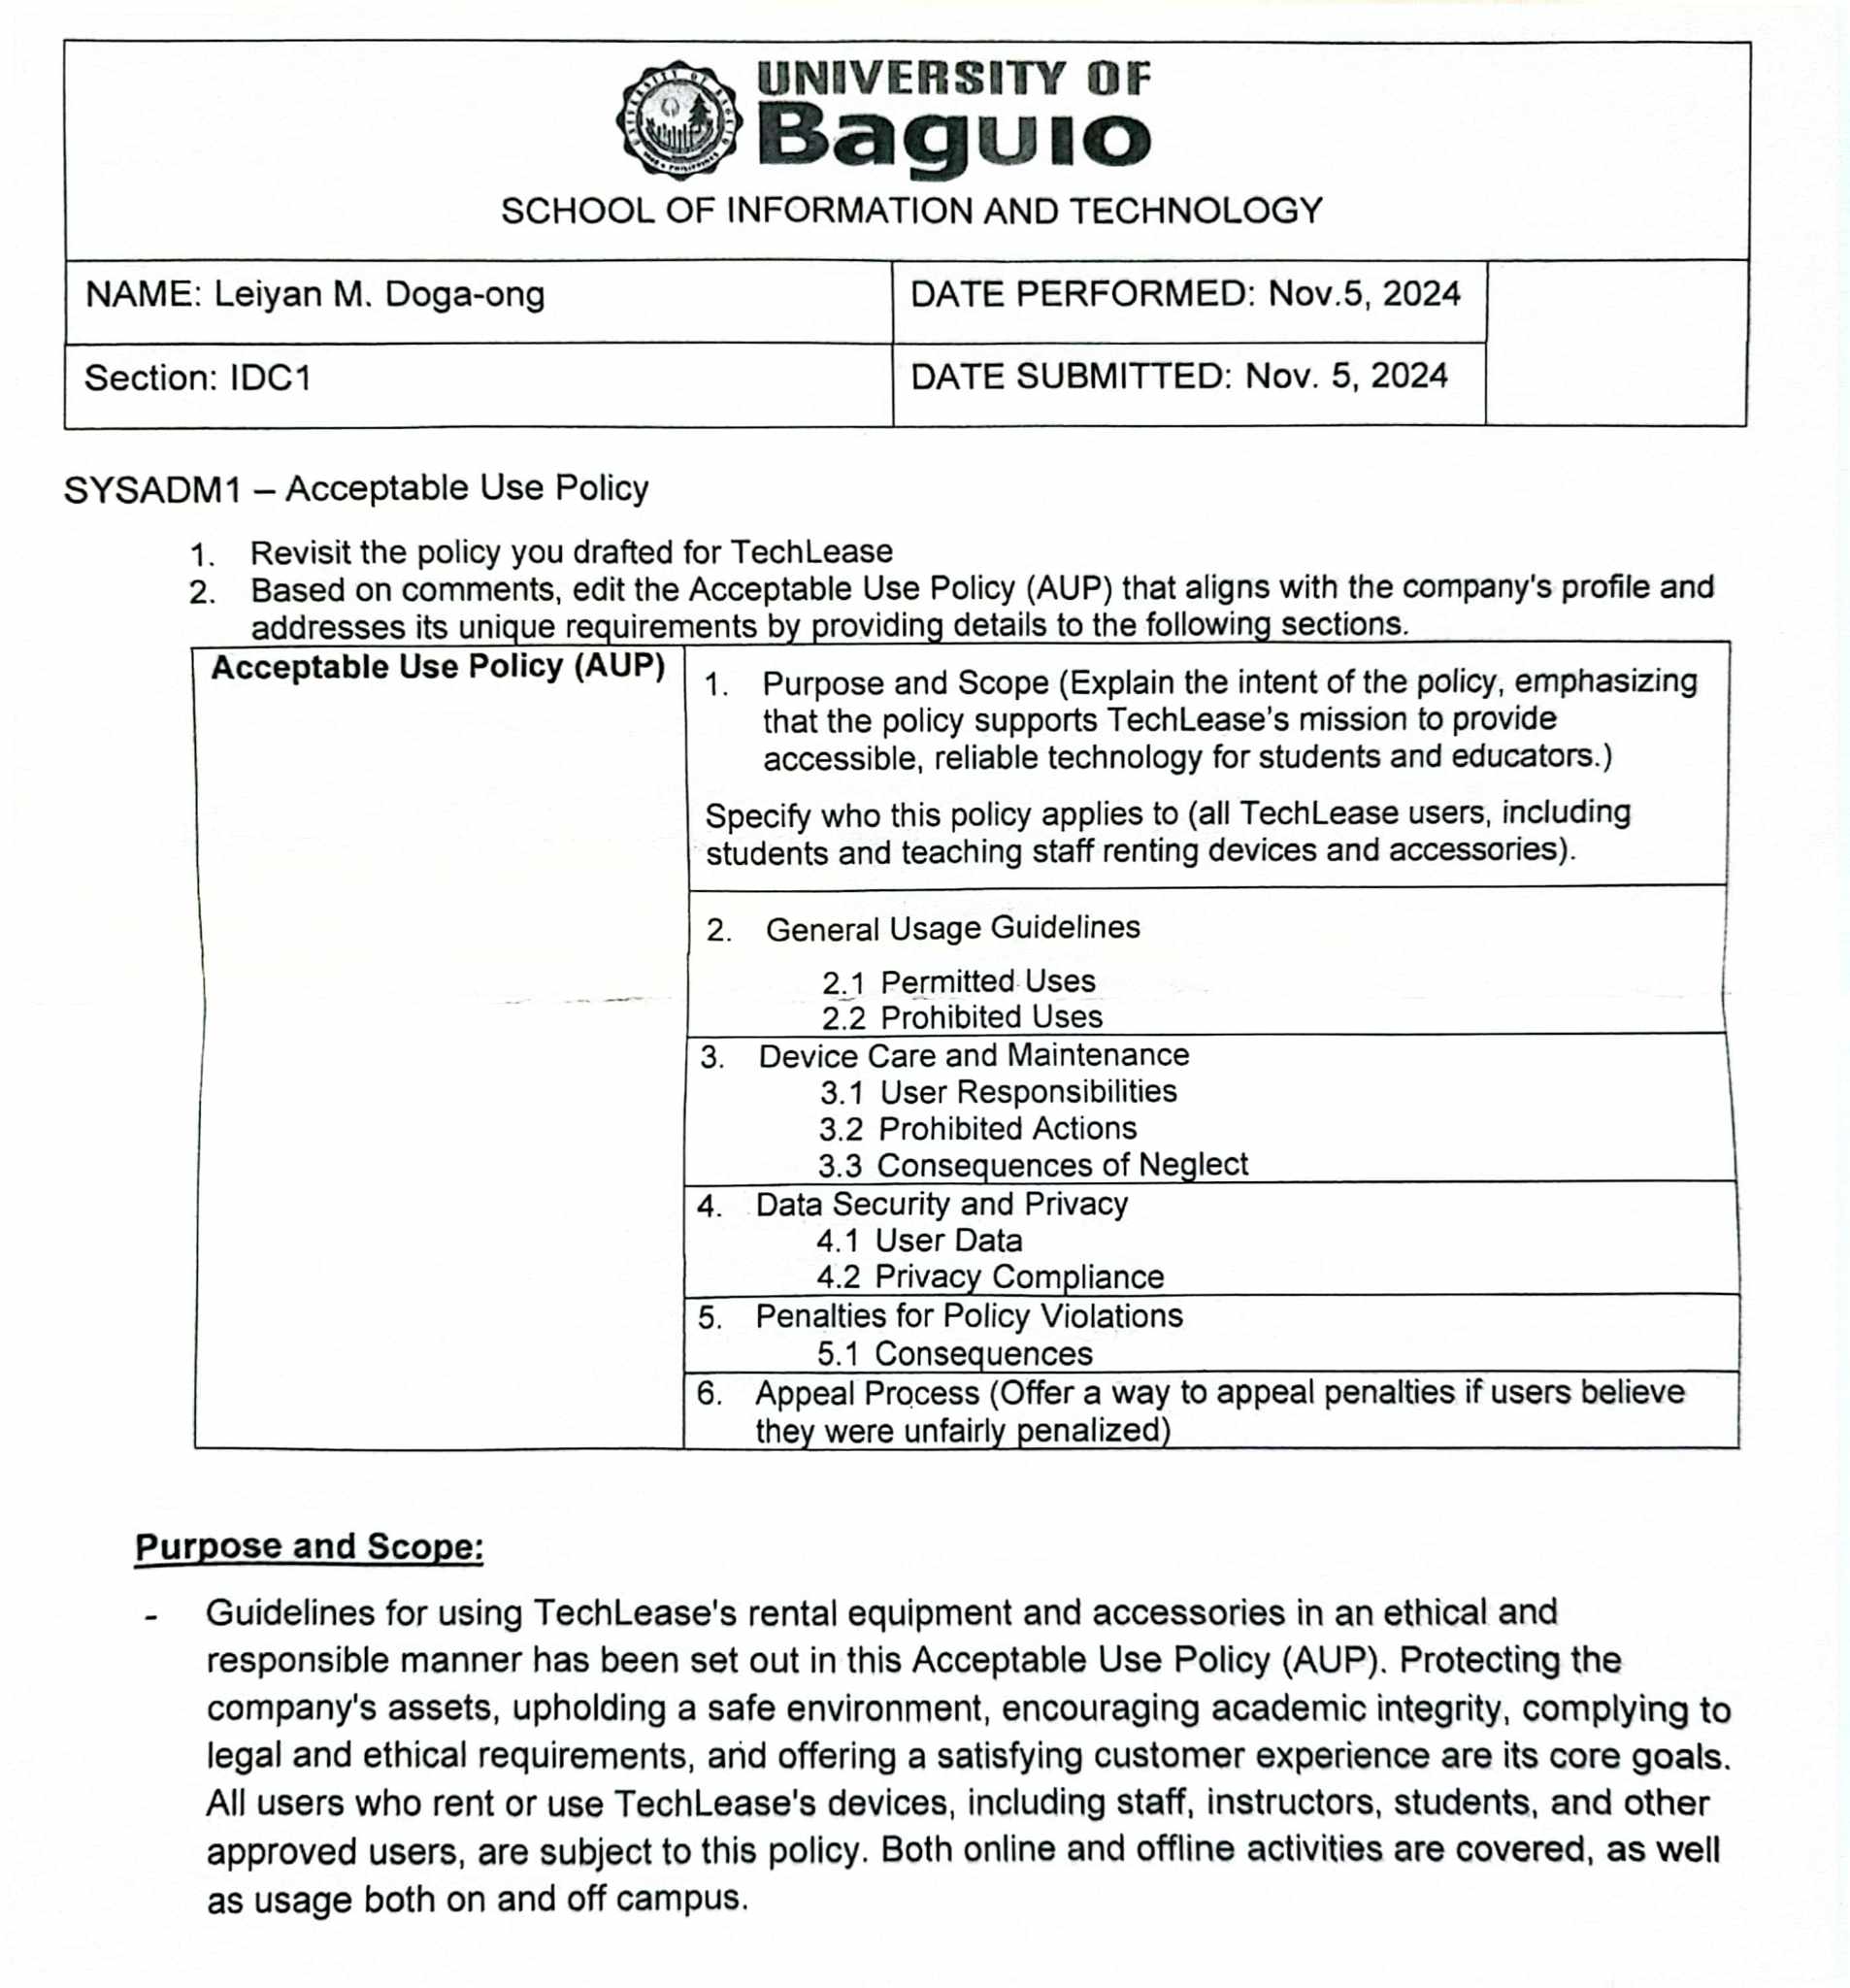 UNIVERSITY OF
Baguio
SCHOOL OF INFORMATION AND TECHNOLOGY
NAME: Leiyan M. Doga-ong
DATE PERFORMED: Nov.5, 2024
Section: IDC1
DATE SUBMITTED: Nov. 5, 2024
SYSADM1 – Acceptable Use Policy
1. Revisit the policy you drafted for TechLease
2. Based on comments, edit the Acceptable Use Policy (AUP) that aligns with the company's profile and
addresses its unique requirements by providing details to the following sections.
Acceptable Use Policy (AUP)
1. Purpose and Scope (Explain the intent of the policy, emphasizing
that the policy supports TechLease's mission to provide
accessible, reliable technology for students and educators.)
Specify who this policy applies to (all TechLease users, including
students and teaching staff renting devices and accessories).
2. General Usage Guidelines
2.1 Permitted Uses
2.2 Prohibited Uses
3. Device Care and Maintenance
3.1 User Responsibilities
3.2 Prohibited Actions
3.3 Consequences of Neglect
4. Data Security and Privacy
4.1 User Data
4.2 Privacy Compliance
5. Penalties for Policy Violations
5.1 Consequences
6. Appeal Process (Offer a way to appeal penalties if users believe
they were unfairly penalized)
Purpose and Scope:
- Guidelines for using TechLease's rental equipment and accessories in an ethical and
responsible manner has been set out in this Acceptable Use Policy (AUP). Protecting the
company's assets, upholding a safe environment, encouraging academic integrity, complying to
legal and ethical requirements, and offering a satisfying customer experience are its core goals.
All users who rent or use TechLease's devices, including staff, instructors, students, and other
approved users, are subject to this policy. Both online and offline activities are covered, as well
as usage both on and off campus.